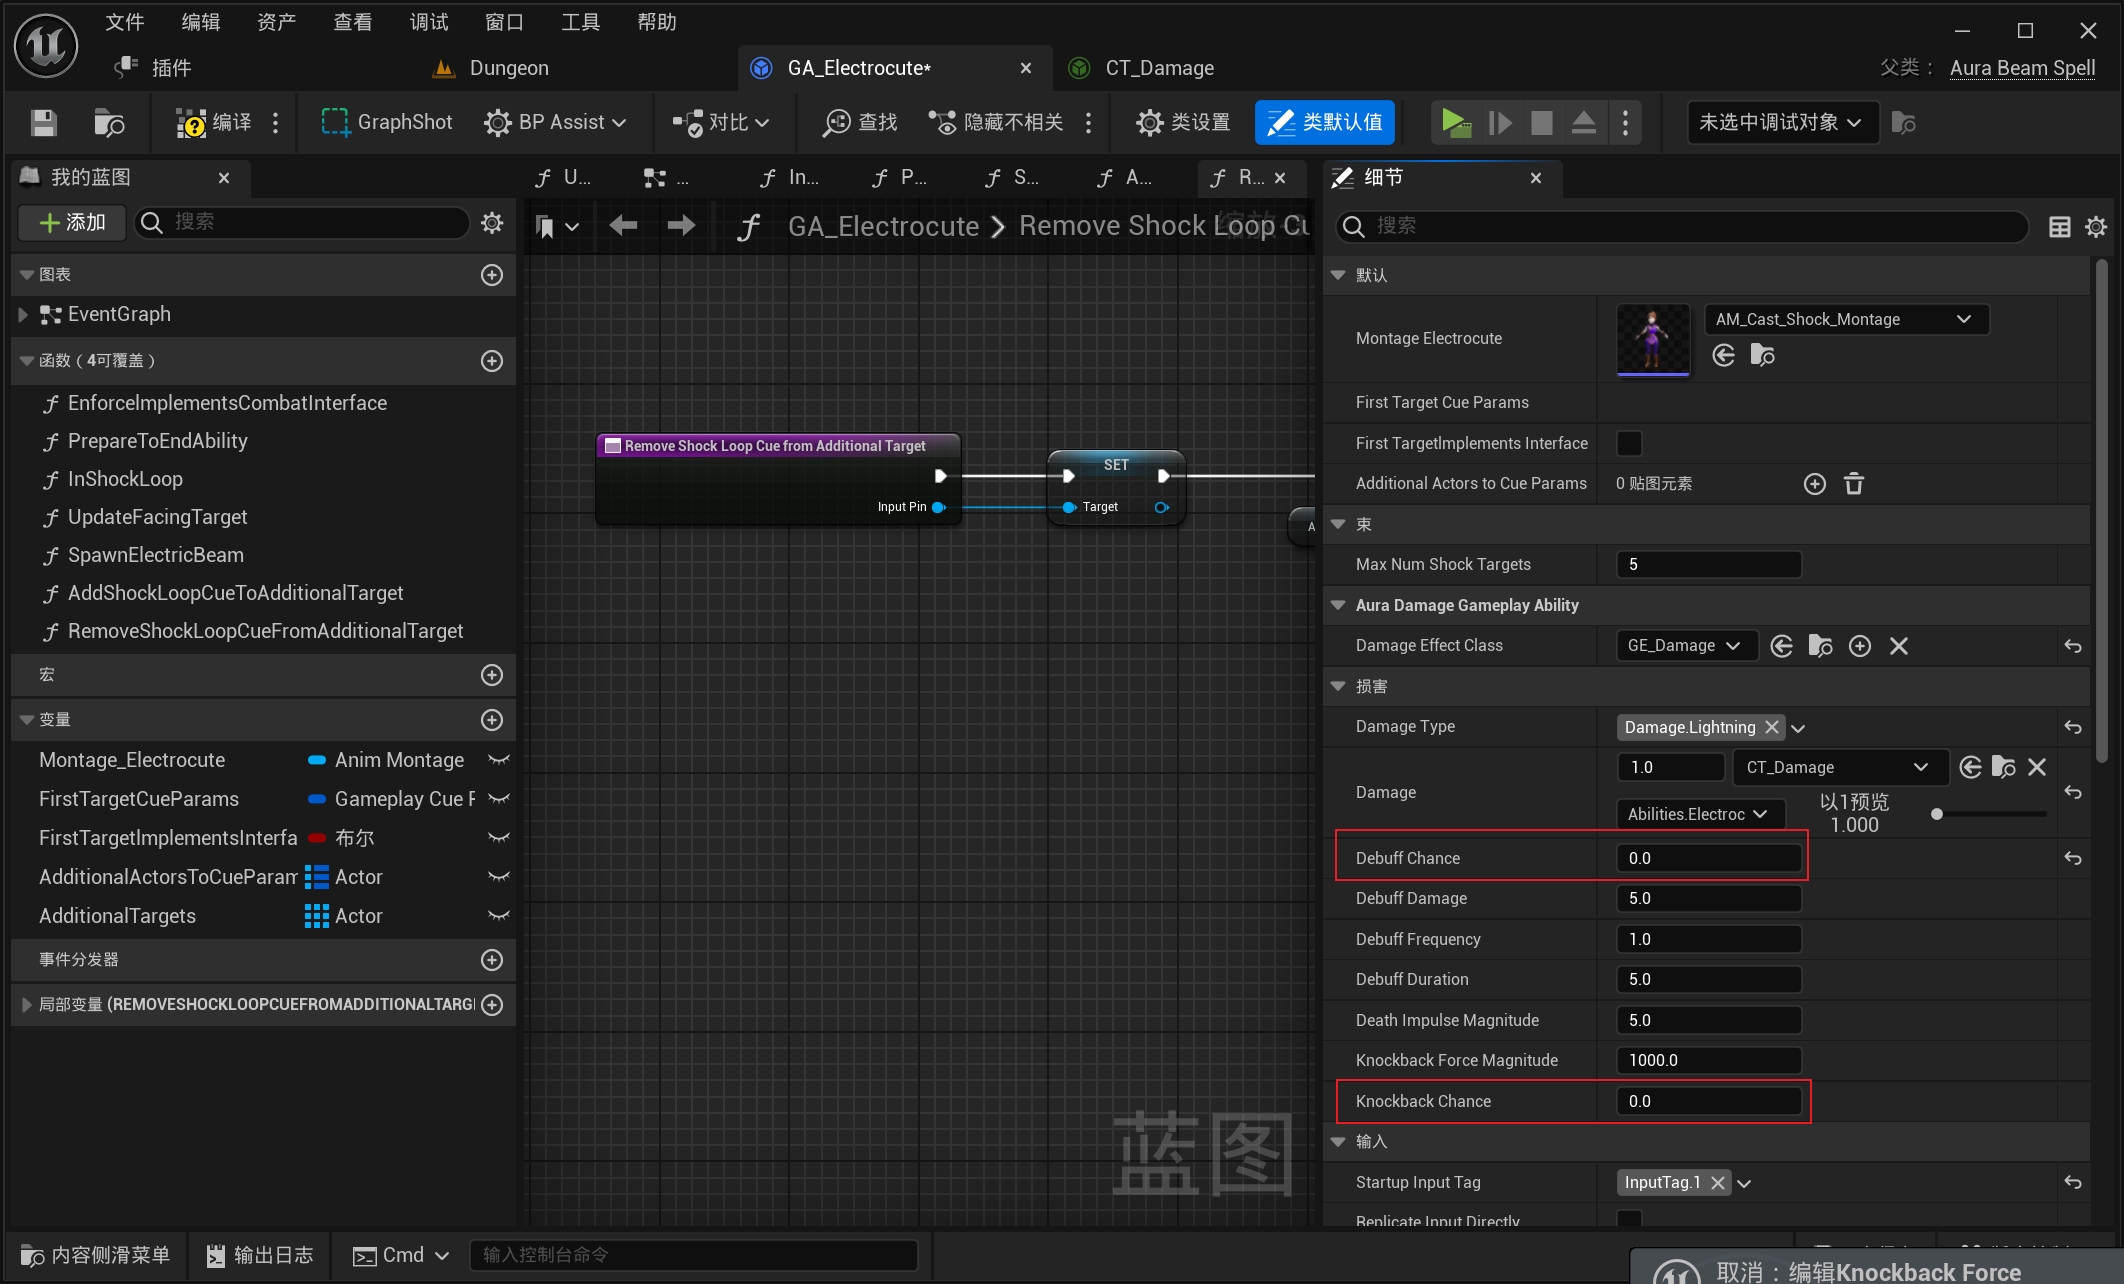 文件 编辑 资产 查看 调试 窗口 工具 帮助
插件 Dungeon GA_Electrocute* CT_Damage 父类： Aura Beam Spell
编译 GraphShot BP Assist 对比 查找 隐藏不相关 类设置 类默认值 未选中调试对象
我的蓝图 U... ... In... P... S... A... R... 细节
添加 搜索 GA_Electrocute Remove Shock Loop Cu 搜索
图表
EventGraph
函数（4可覆盖）
EnforceImplementsCombatInterface
PrepareToEndAbility
InShockLoop
UpdateFacingTarget
SpawnElectricBeam
AddShockLoopCueToAdditionalTarget
RemoveShockLoopCueFromAdditionalTarget
宏
变量
Montage_Electrocute Anim Montage
FirstTargetCueParams Gameplay Cue P
FirstTargetImplementsInterfa 布尔
AdditionalActorsToCueParam Actor
AdditionalTargets Actor
事件分发器
局部变量 (REMOVESHOCKLOOPCUEFROMADDITIONALTARG
Remove Shock Loop Cue from Additional Target
Input Pin
SET
Target
A
蓝图
默认
Montage Electrocute AM_Cast_Shock_Montage
First Target Cue Params
First TargetImplements Interface
Additional Actors to Cue Params 0 贴图元素
束
Max Num Shock Targets 5
Aura Damage Gameplay Ability
Damage Effect Class GE_Damage
损害
Damage Type Damage.Lightning
Damage 1.0 CT_Damage
Abilities.Electroc 以1预览
1.000
Debuff Chance 0.0
Debuff Damage 5.0
Debuff Frequency 1.0
Debuff Duration 5.0
Death Impulse Magnitude 5.0
Knockback Force Magnitude 1000.0
Knockback Chance 0.0
输入
Startup Input Tag InputTag.1
Replicate Input Directly
内容侧滑菜单 输出日志 Cmd 输入控制台命令
取消：编辑Knockback Force